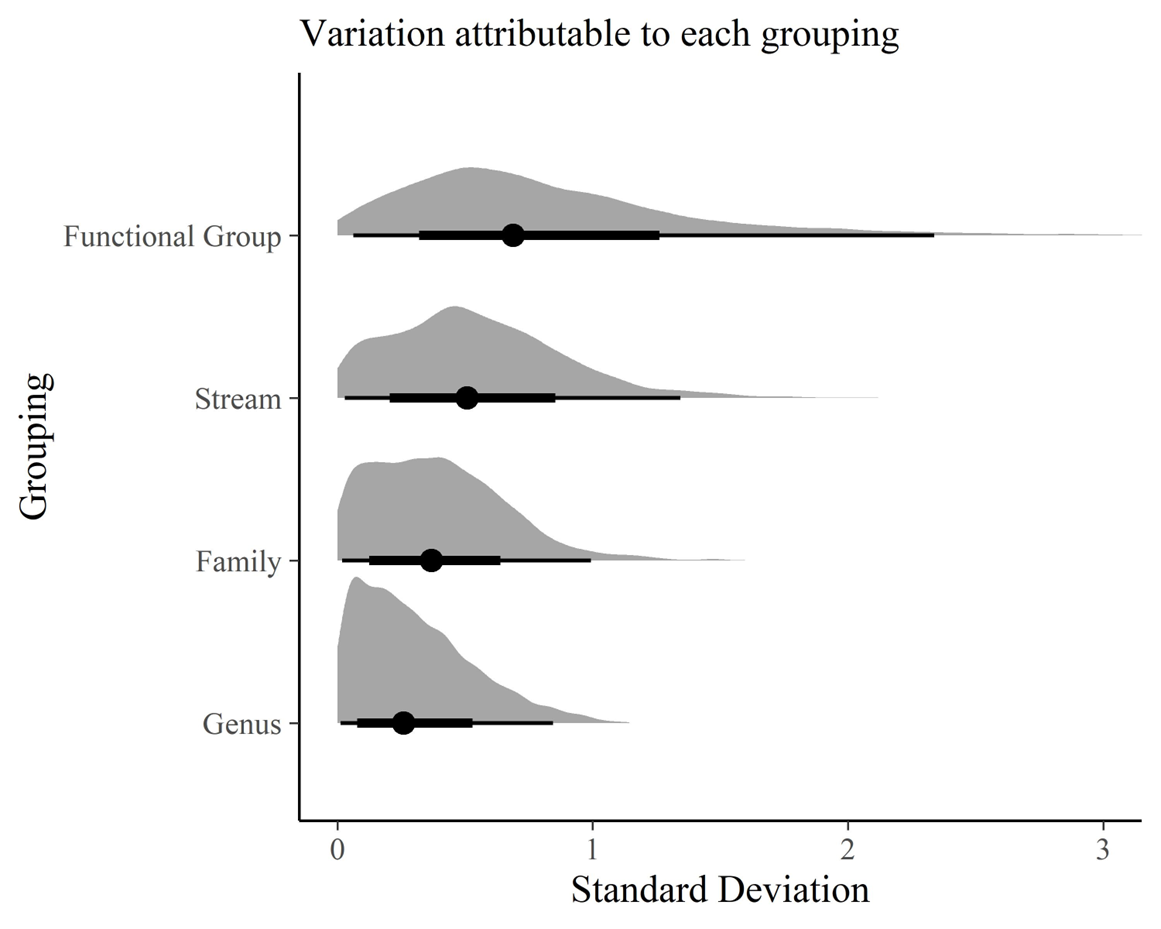 Variation attributable to each grouping
Functional Group
Stream
Family
Genus
Grouping
0 1 2 3
Standard Deviation